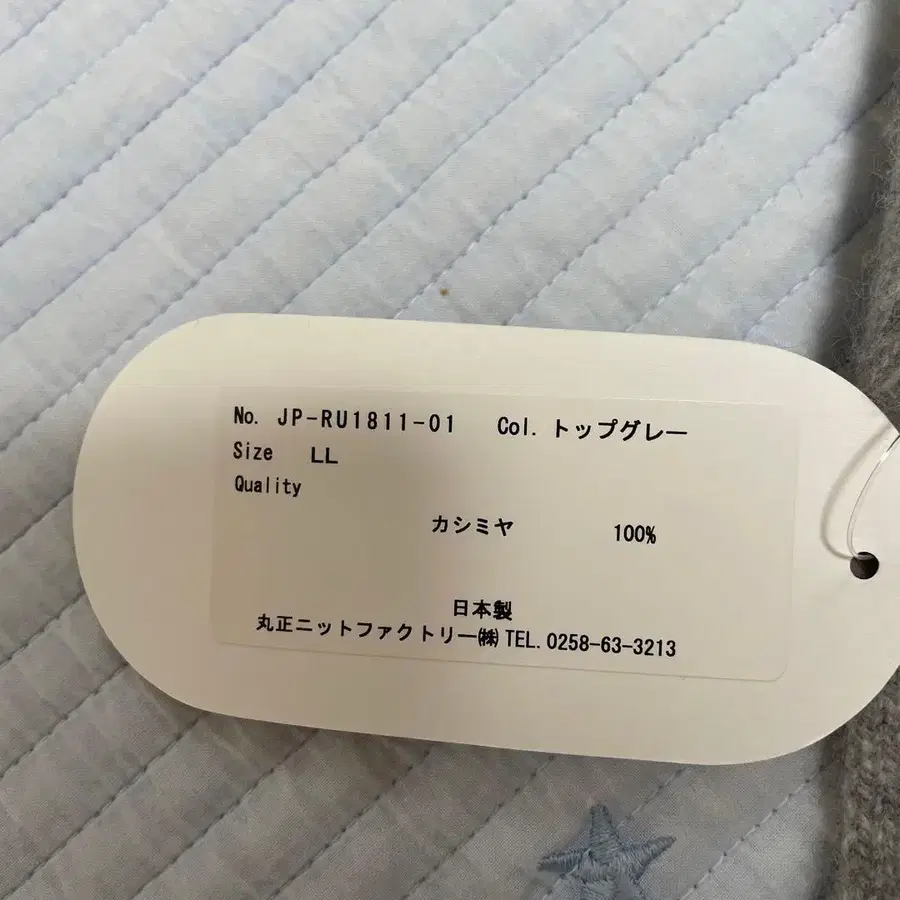 No. JP-RU1811-01 Col. トップグレー
Size LL
Quality
カシミヤ 100%
日本製
丸正ニットファクトリー㈱ TEL. 0258-63-3213